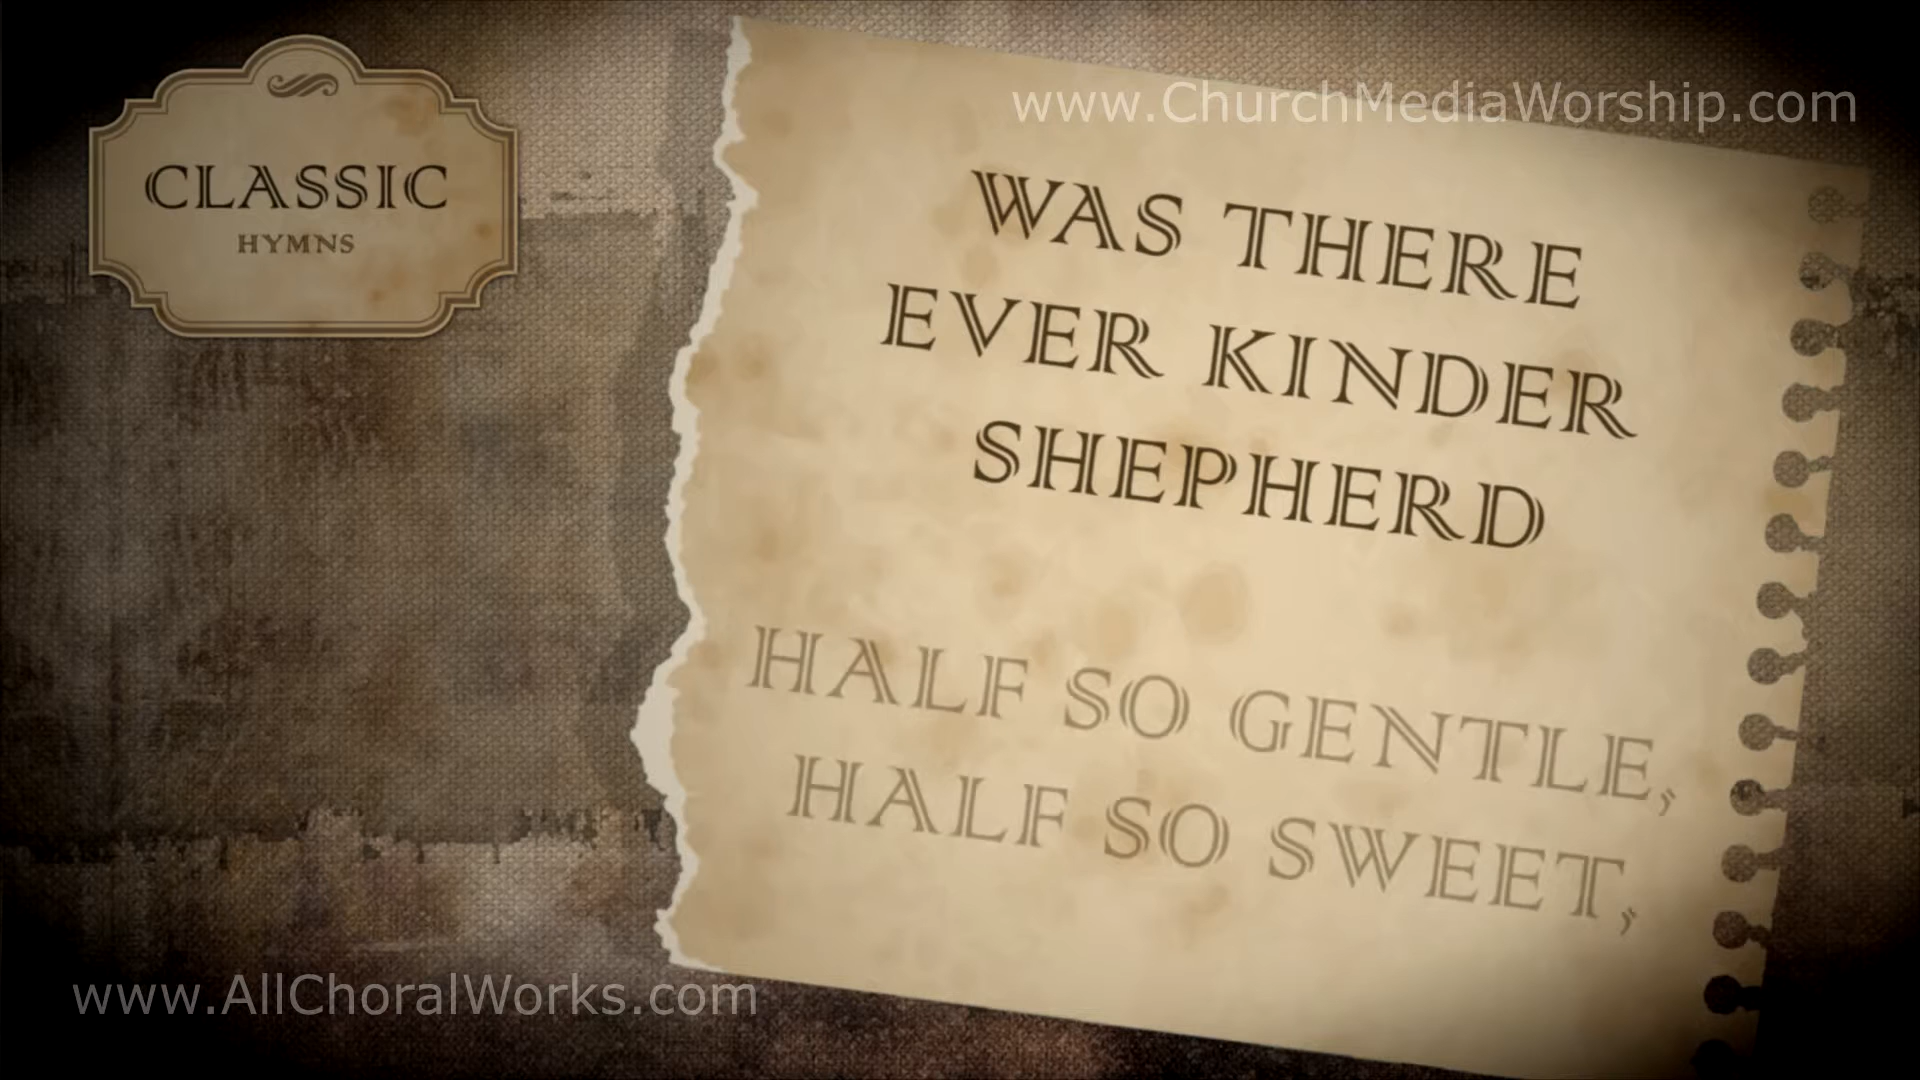 CLASSIC
HYMNS
www.ChurchMediaWorship.com
WAS THERE
EVER KINDER
SHEPHERD
HALF SO GENTLE,
HALF SO SWEET,
www.AllChoralWorks.com